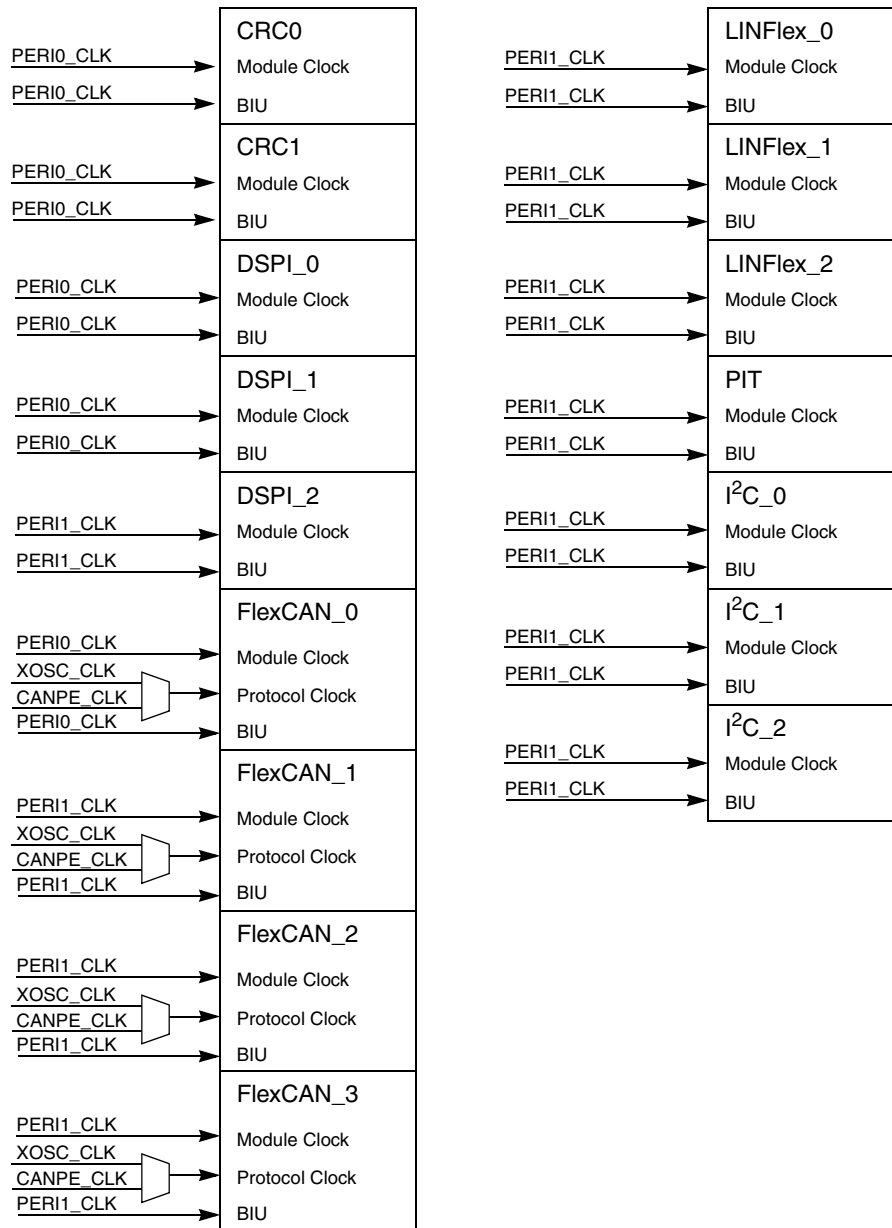 CRC0
PERI0_CLK
Module Clock
PERI0_CLK
BIU
CRC1
PERI0_CLK
Module Clock
PERI0_CLK
BIU
DSPI_0
PERI0_CLK
Module Clock
PERI0_CLK
BIU
DSPI_1
PERI0_CLK
Module Clock
PERI0_CLK
BIU
DSPI_2
PERI1_CLK
Module Clock
PERI1_CLK
BIU
FlexCAN_0
PERI0_CLK
Module Clock
XOSC_CLK
CANPE_CLK
Protocol Clock
PERI0_CLK
BIU
FlexCAN_1
PERI1_CLK
Module Clock
XOSC_CLK
CANPE_CLK
Protocol Clock
PERI1_CLK
BIU
FlexCAN_2
PERI1_CLK
Module Clock
XOSC_CLK
CANPE_CLK
Protocol Clock
PERI1_CLK
BIU
FlexCAN_3
PERI1_CLK
Module Clock
XOSC_CLK
CANPE_CLK
Protocol Clock
PERI1_CLK
BIU
LINFlex_0
PERI1_CLK
Module Clock
PERI1_CLK
BIU
LINFlex_1
PERI1_CLK
Module Clock
PERI1_CLK
BIU
LINFlex_2
PERI1_CLK
Module Clock
PERI1_CLK
BIU
PIT
PERI1_CLK
Module Clock
PERI1_CLK
BIU
I²C_0
PERI1_CLK
Module Clock
PERI1_CLK
BIU
I²C_1
PERI1_CLK
Module Clock
PERI1_CLK
BIU
I²C_2
PERI1_CLK
Module Clock
PERI1_CLK
BIU